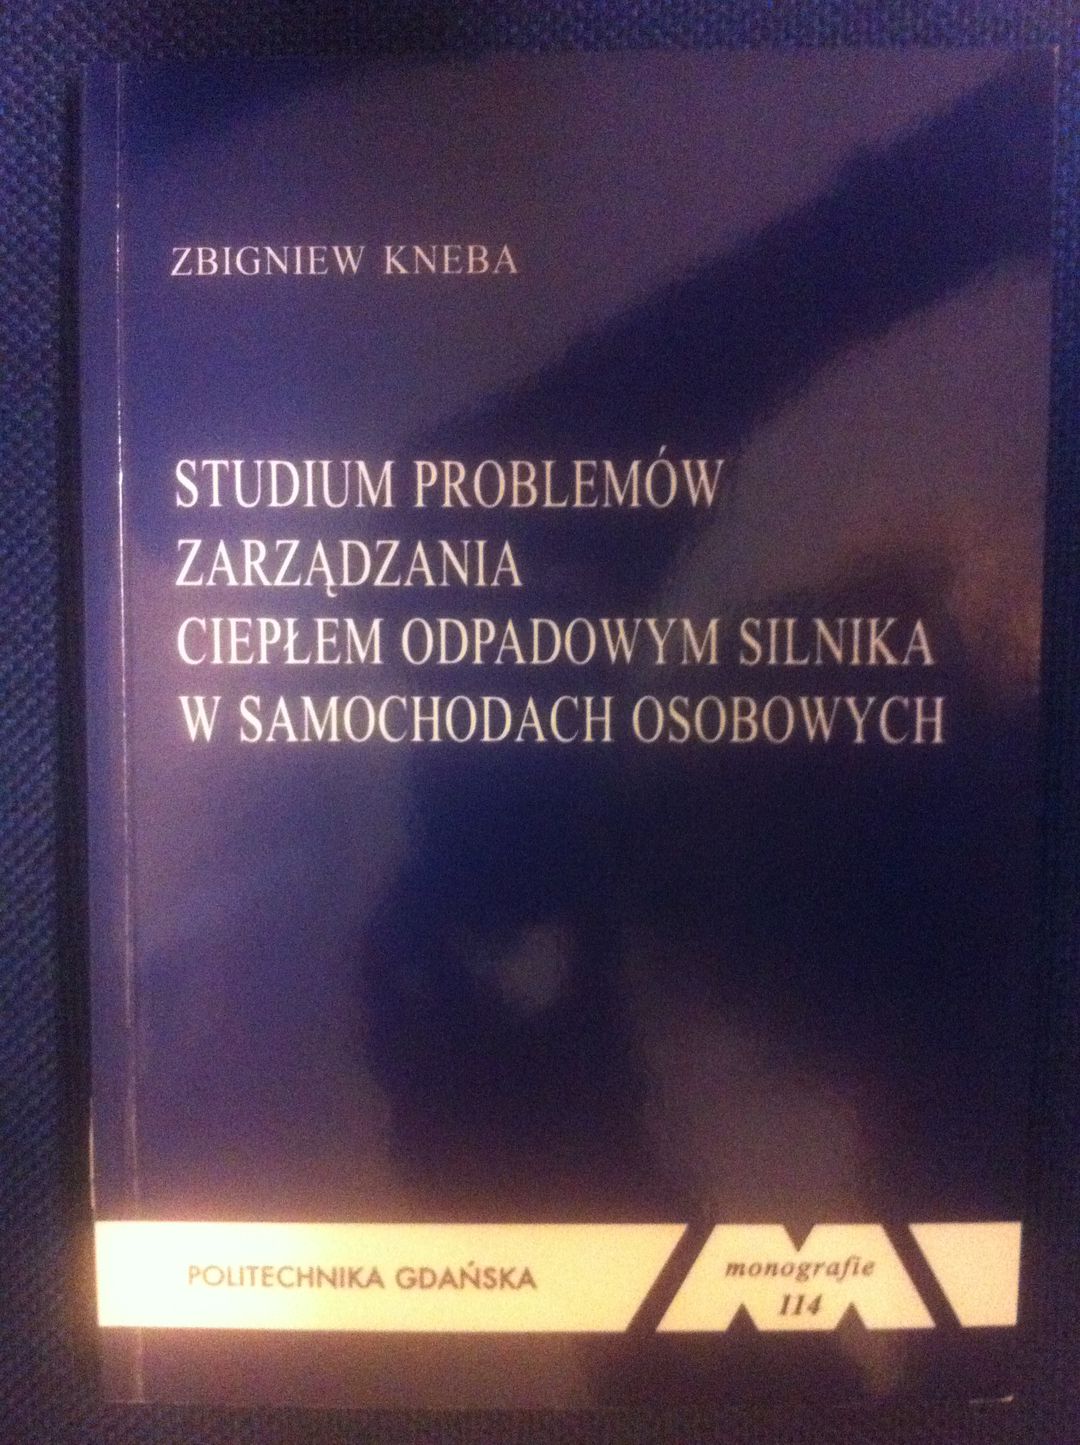 ZBIGNIEW KNEBA
STUDIUM PROBLEMÓW
ZARZĄDZANIA
CIEPŁEM ODPADOWYM SILNIKA
W SAMOCHODACH OSOBOWYCH
POLITECHNIKA GDAŃSKA
monografie
114